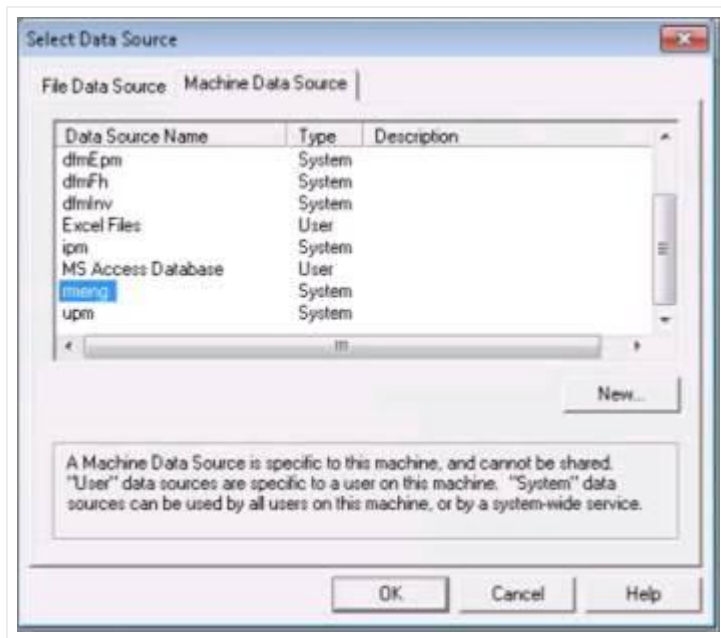 Select Data Source
File Data Source Machine Data Source
Data Source Name Type Description
dfmEpm System
dfmFh System
dfmInv System
Excel Files User
ipm System
MS Access Database User
rmeng System
upm System
New...
A Machine Data Source is specific to this machine, and cannot be shared.
"User" data sources are specific to a user on this machine. "System" data
sources can be used by all users on this machine, or by a system-wide service.
OK Cancel Help